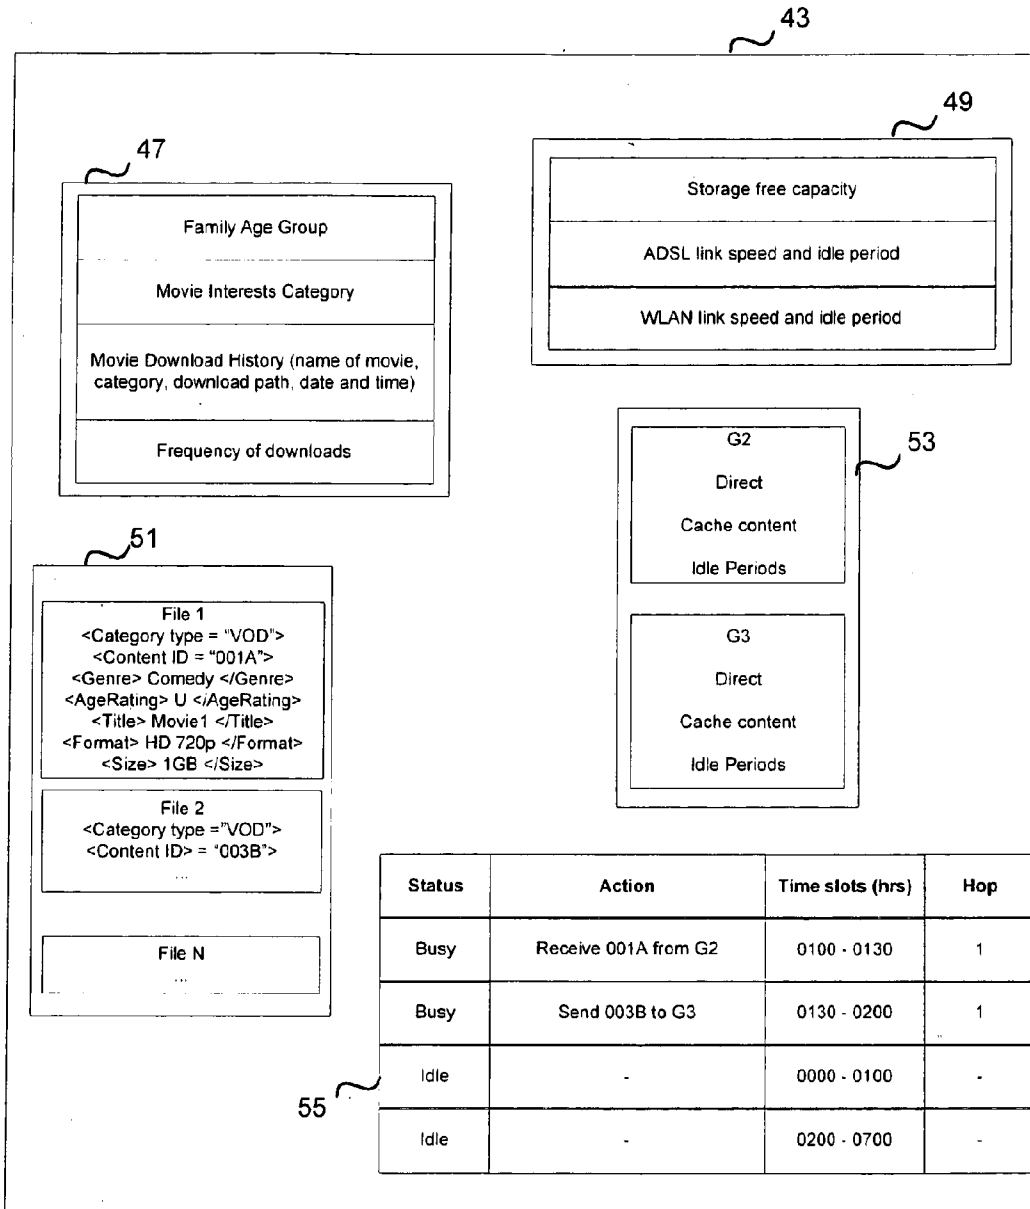 43
49
47
Storage free capacity
ADSL link speed and idle period
WLAN link speed and idle period
Family Age Group
Movie Interests Category
Movie Download History (name of movie,
category, download path, date and time)
Frequency of downloads
53
G2
Direct
Cache content
Idle Periods
G3
Direct
Cache content
Idle Periods
51
File 1
<Category type = “VOD”>
<Content ID = “001A”>
<Genre> Comedy </Genre>
<AgeRating> U </AgeRating>
<Title> Movie1 </Title>
<Format> HD 720p </Format>
<Size> 1GB </Size>
File 2
<Category type =”VOD”>
<Content ID> = “003B”>
...
File N
...
Status Action Time slots (hrs) Hop
Busy Receive 001A from G2 0100 - 0130 1
Busy Send 003B to G3 0130 - 0200 1
Idle - 0000 - 0100 -
Idle - 0200 - 0700 -
55